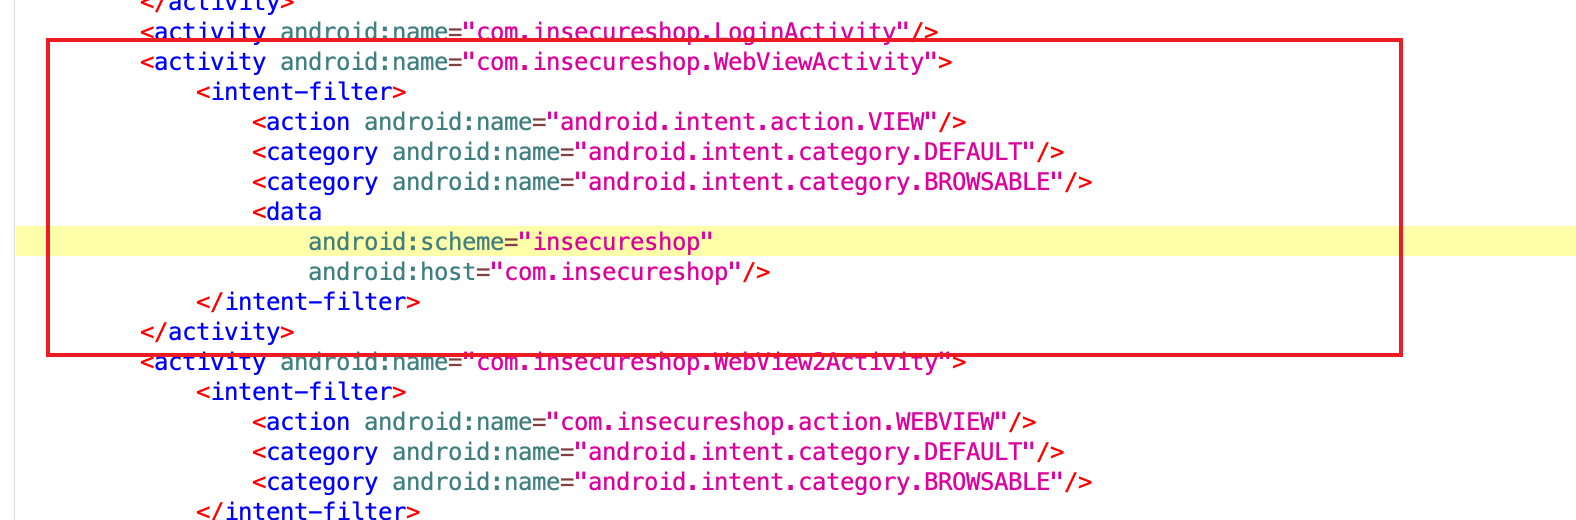 </activity>
<activity android:name="com.insecureshop.LoginActivity"/>
<activity android:name="com.insecureshop.WebViewActivity">
<intent-filter>
<action android:name="android.intent.action.VIEW"/>
<category android:name="android.intent.category.DEFAULT"/>
<category android:name="android.intent.category.BROWSABLE"/>
<data
android:scheme="insecureshop"
android:host="com.insecureshop"/>
</intent-filter>
</activity>
<activity android:name="com.insecureshop.WebView2Activity">
<intent-filter>
<action android:name="com.insecureshop.action.WEBVIEW"/>
<category android:name="android.intent.category.DEFAULT"/>
<category android:name="android.intent.category.BROWSABLE"/>
</intent-filter>